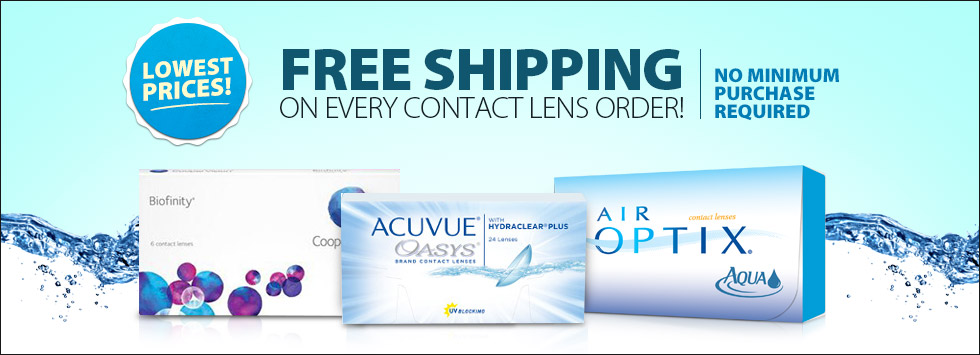 LOWEST
PRICES!
FREE SHIPPING
ON EVERY CONTACT LENS ORDER!
NO MINIMUM
PURCHASE
REQUIRED
Biofinity®
6 contact lenses
Coop
ACUVUE®
OASYS®
BRAND CONTACT LENSES
WITH
HYDRACLEAR® PLUS
24 Lenses
UV BLOCKING
AIR
OPTIX®
contact lenses
AQUA